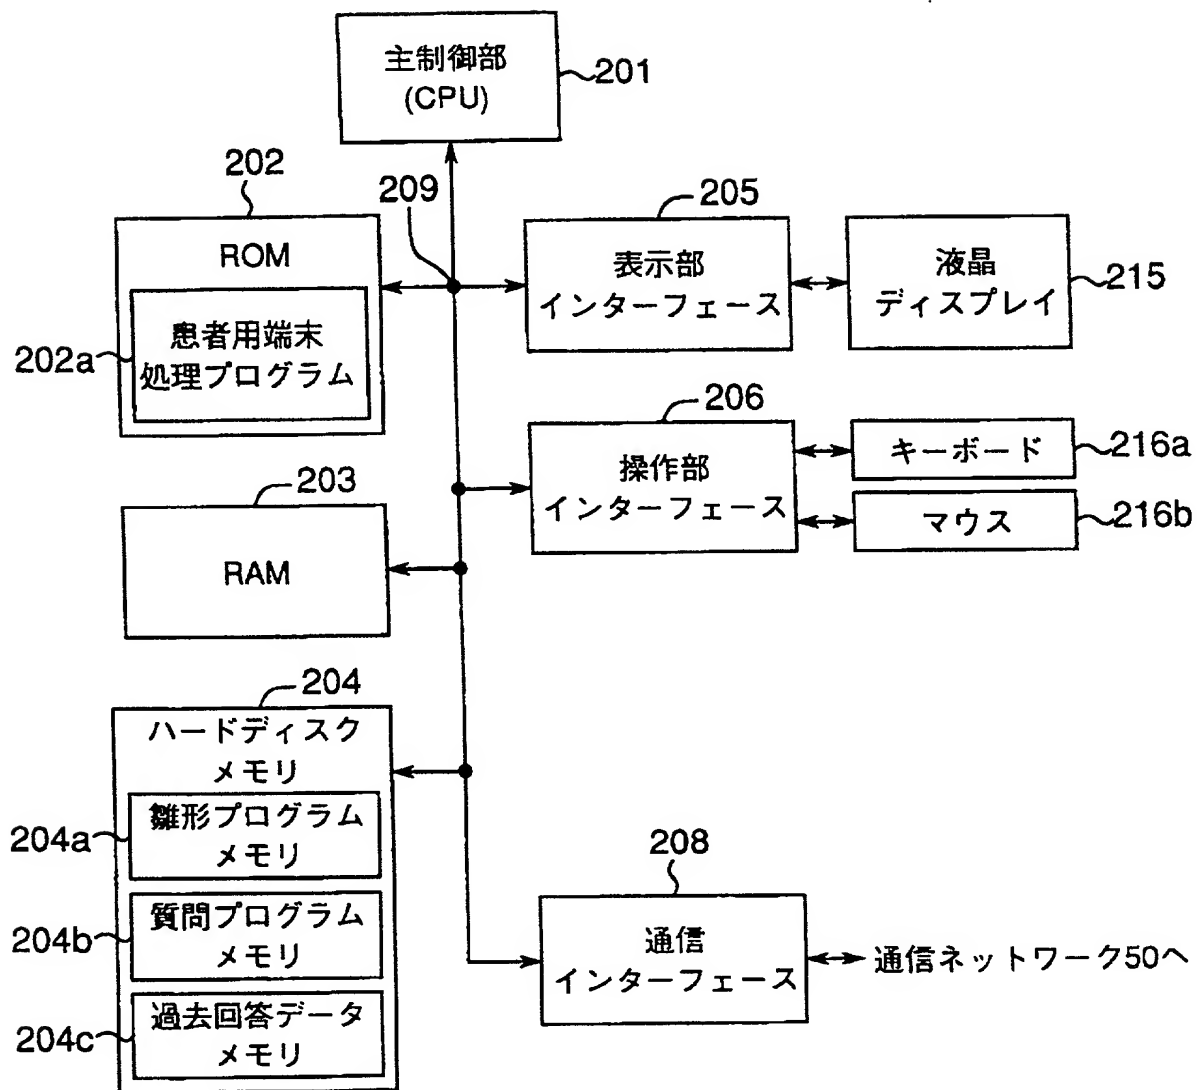 主制御部
(CPU)
201
202
209
205
ROM
表示部
インターフェース
液晶
ディスプレイ
215
患者用端末
処理プログラム
202a
206
操作部
インターフェース
キーボード
216a
マウス
216b
203
RAM
204
ハードディスク
メモリ
雛形プログラム
メモリ
204a
質問プログラム
メモリ
204b
過去回答データ
メモリ
204c
208
通信
インターフェース
通信ネットワーク50へ